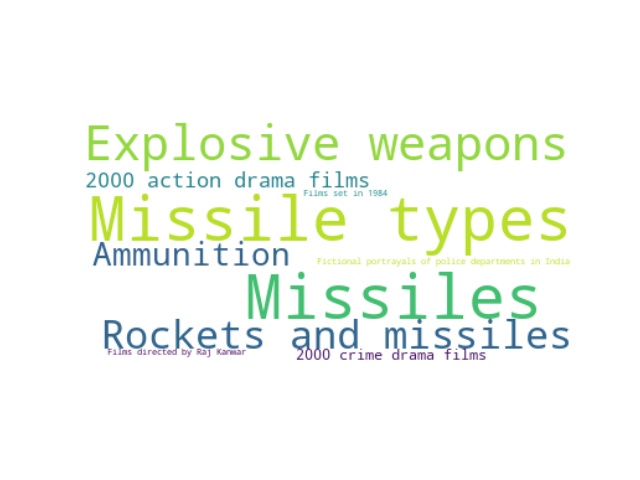 Explosive weapons
2000 action drama films
Films set in 1984
Missile types
Ammunition
Fictional portrayals of police departments in India
Missiles
Rockets and missiles
Films directed by Raj Kanwar
2000 crime drama films